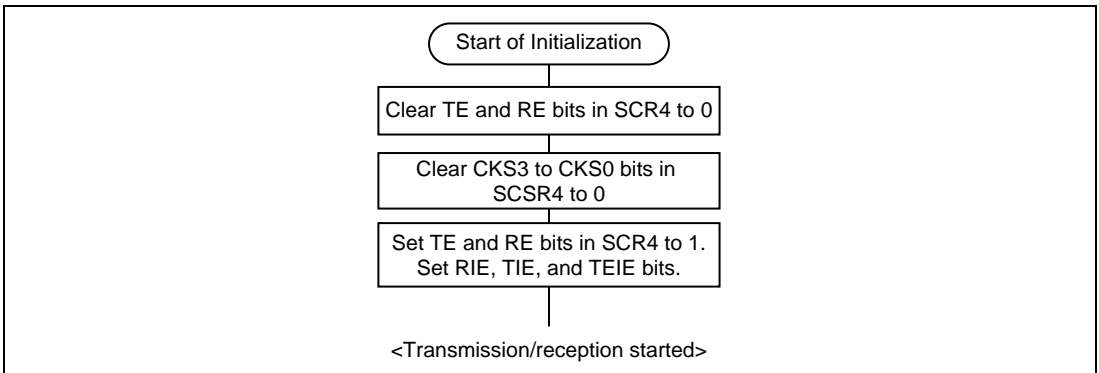 Start of Initialization
Clear TE and RE bits in SCR4 to 0
Clear CKS3 to CKS0 bits in
SCSR4 to 0
Set TE and RE bits in SCR4 to 1.
Set RIE, TIE, and TEIE bits.
<Transmission/reception started>